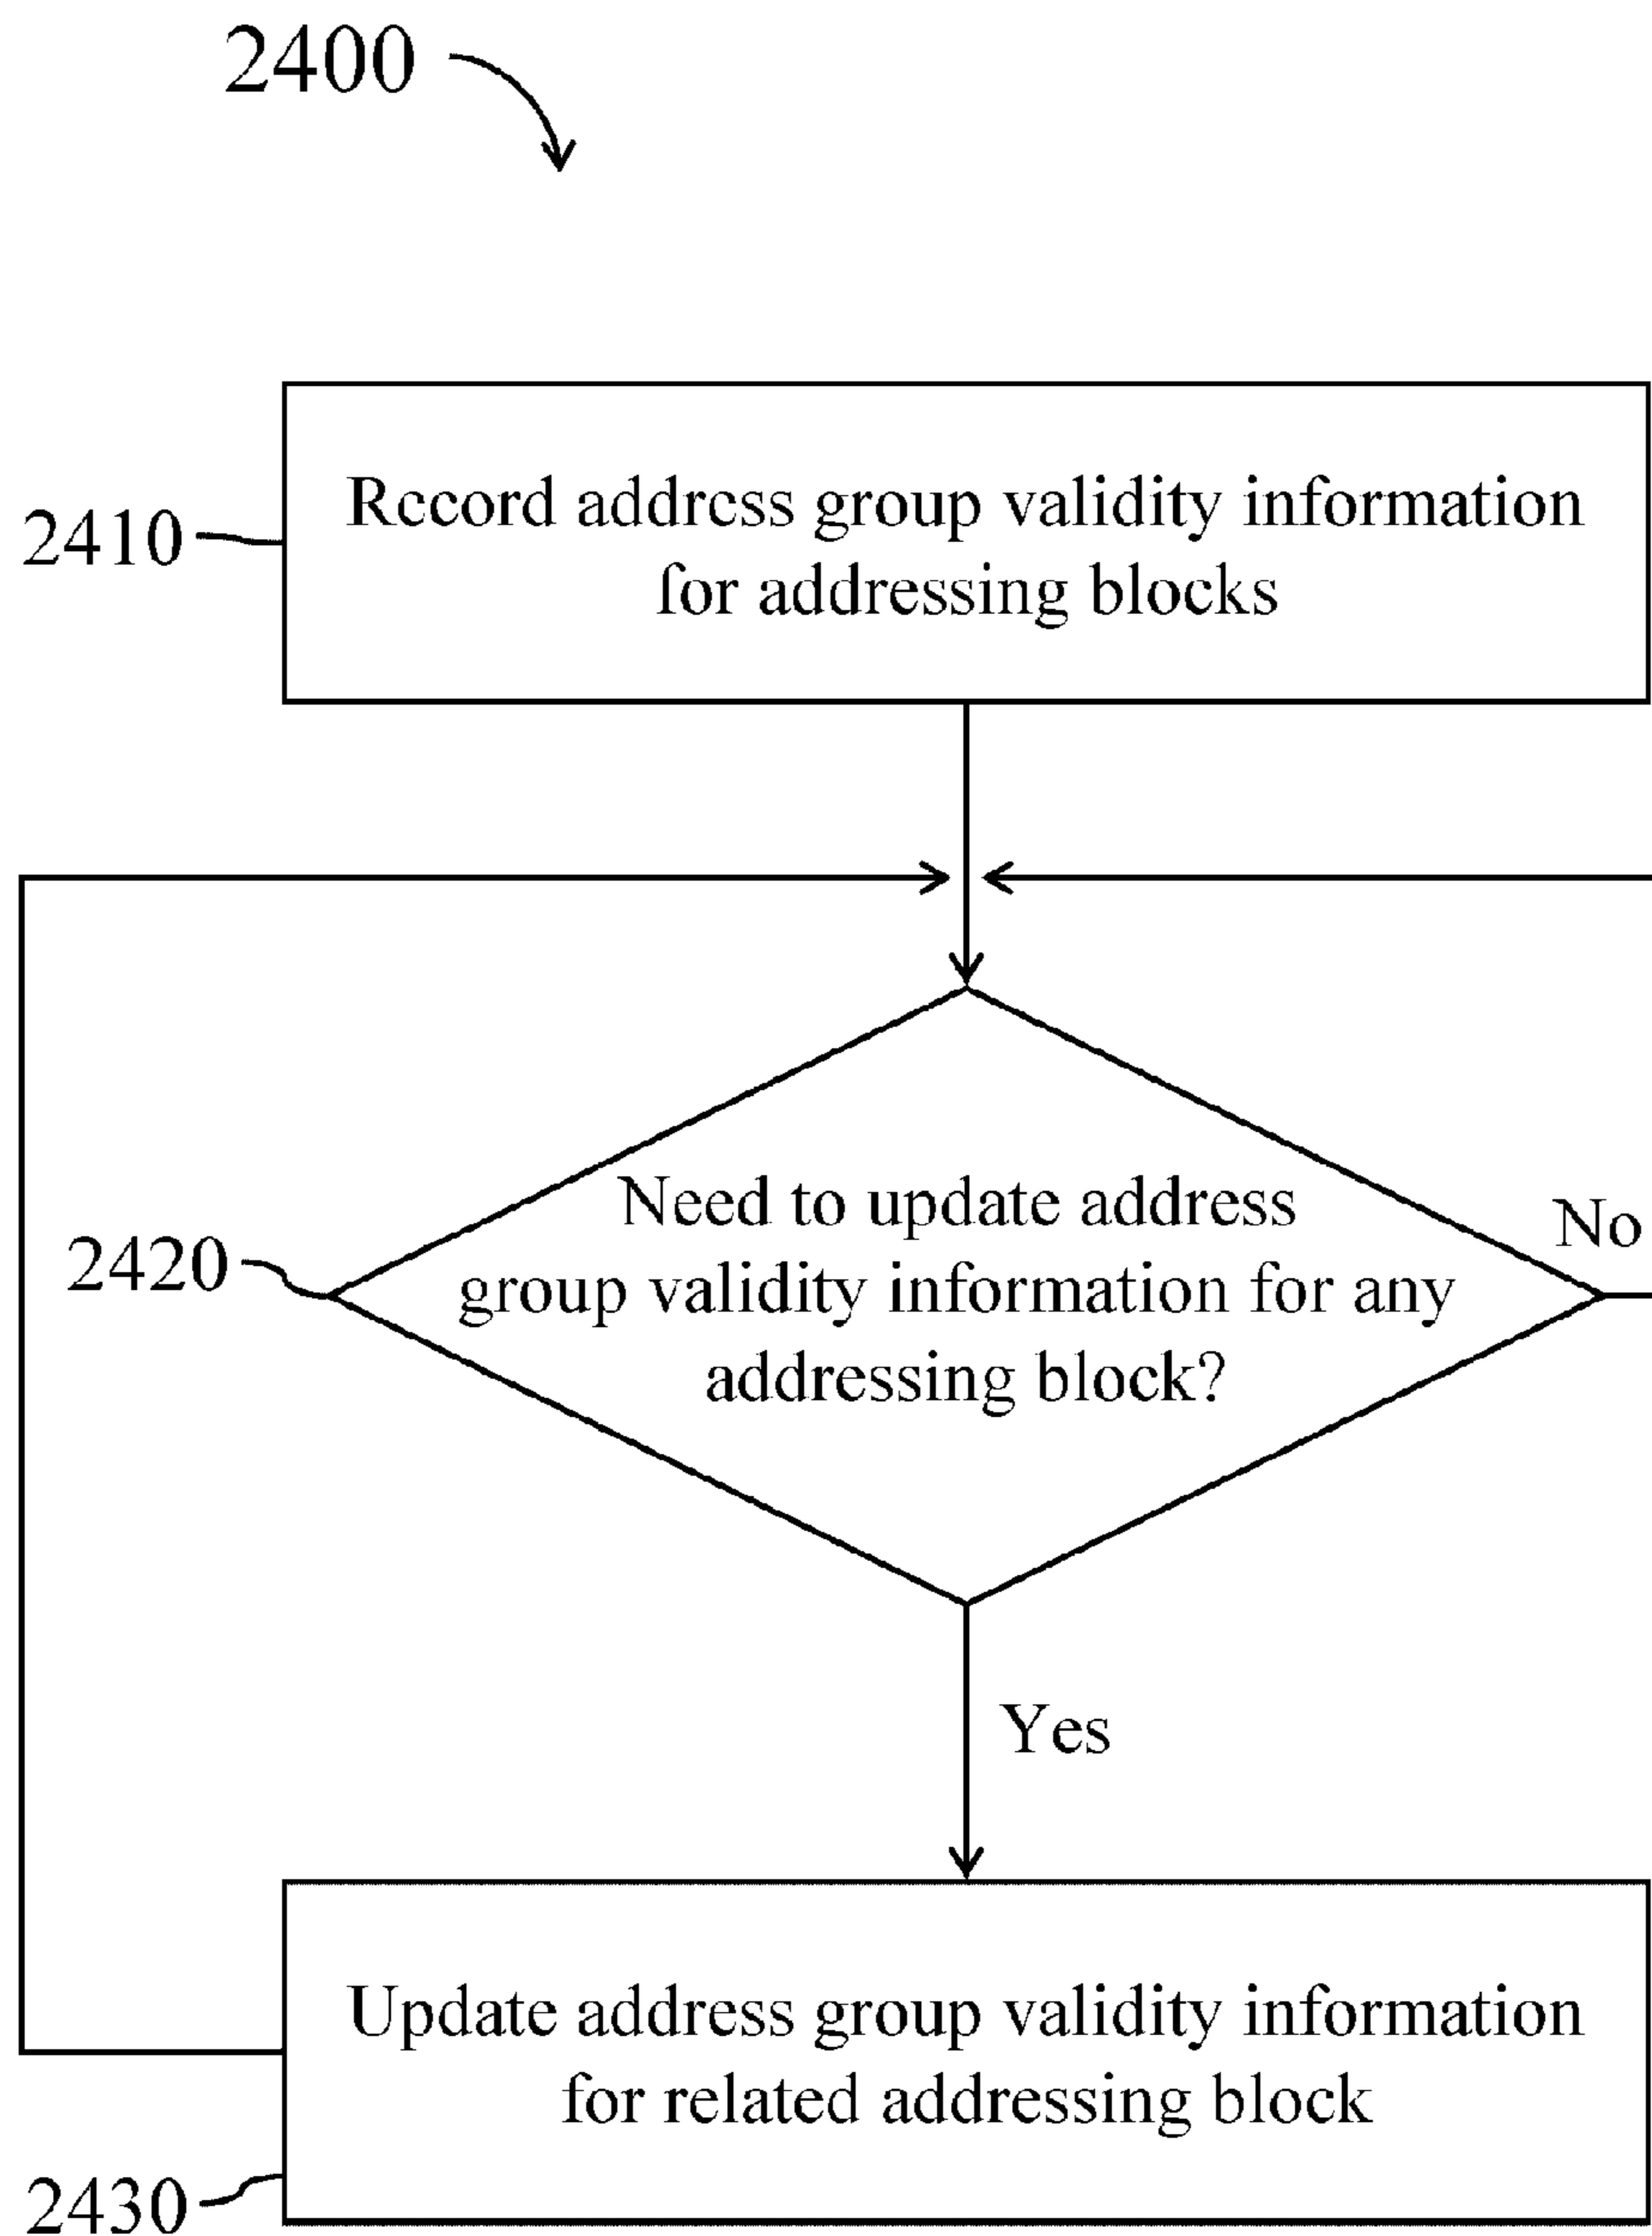 2400
2410
Record address group validity information
for addressing blocks
2420
Need to update address
group validity information for any
addressing block?
No
Yes
Update address group validity information
for related addressing block
2430